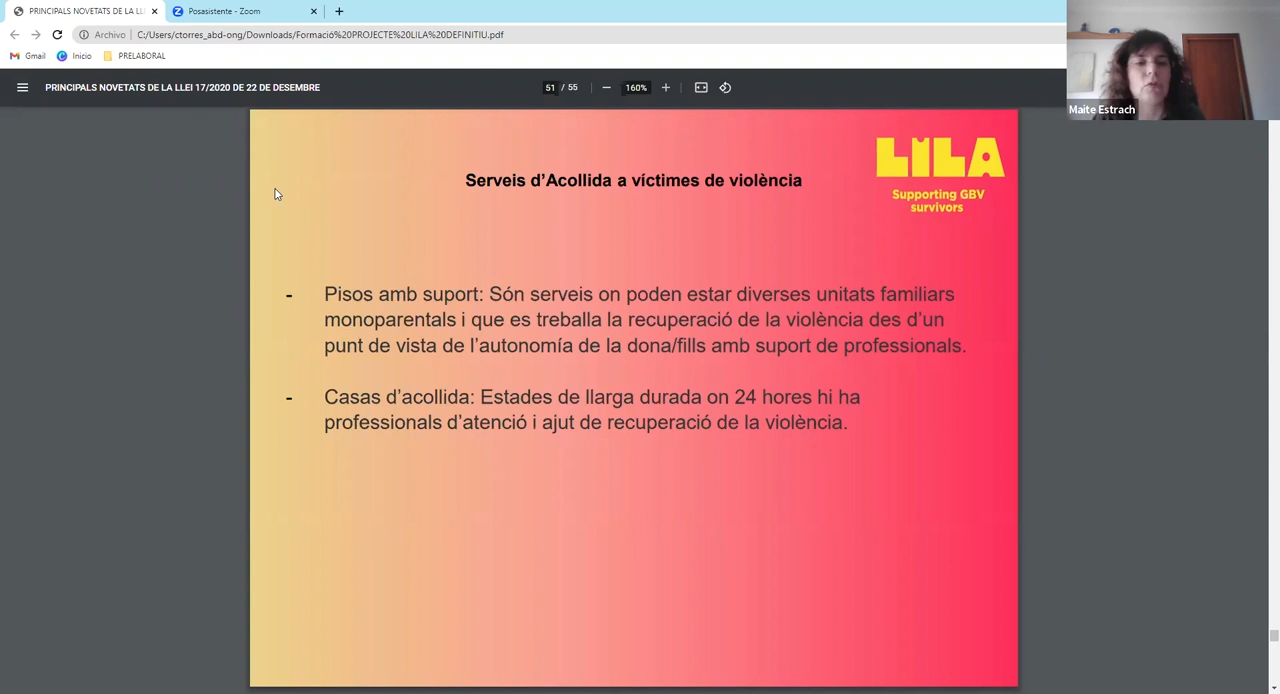 PRINCIPALS NOVETATS DE LA LLEI
Posasistente - Zoom
Archivo
C:/Users/ctorres_abd-ong/Downloads/Formació%20PROJECTE%20LILA%20DEFINITIU.pdf
Gmail
Inicio
PRELABORAL
PRINCIPALS NOVETATS DE LA LLEI 17/2020 DE 22 DE DESEMBRE
51 / 55
160%
Maite Estrach
LILA
Supporting GBV
survivors
Serveis d’Acollida a víctimes de violència
- Pisos amb suport: Són serveis on poden estar diverses unitats familiars
monoparentals i que es treballa la recuperació de la violència des d’un
punt de vista de l’autonomía de la dona/fills amb suport de professionals.
- Casas d’acollida: Estades de llarga durada on 24 hores hi ha
professionals d’atenció i ajut de recuperació de la violència.